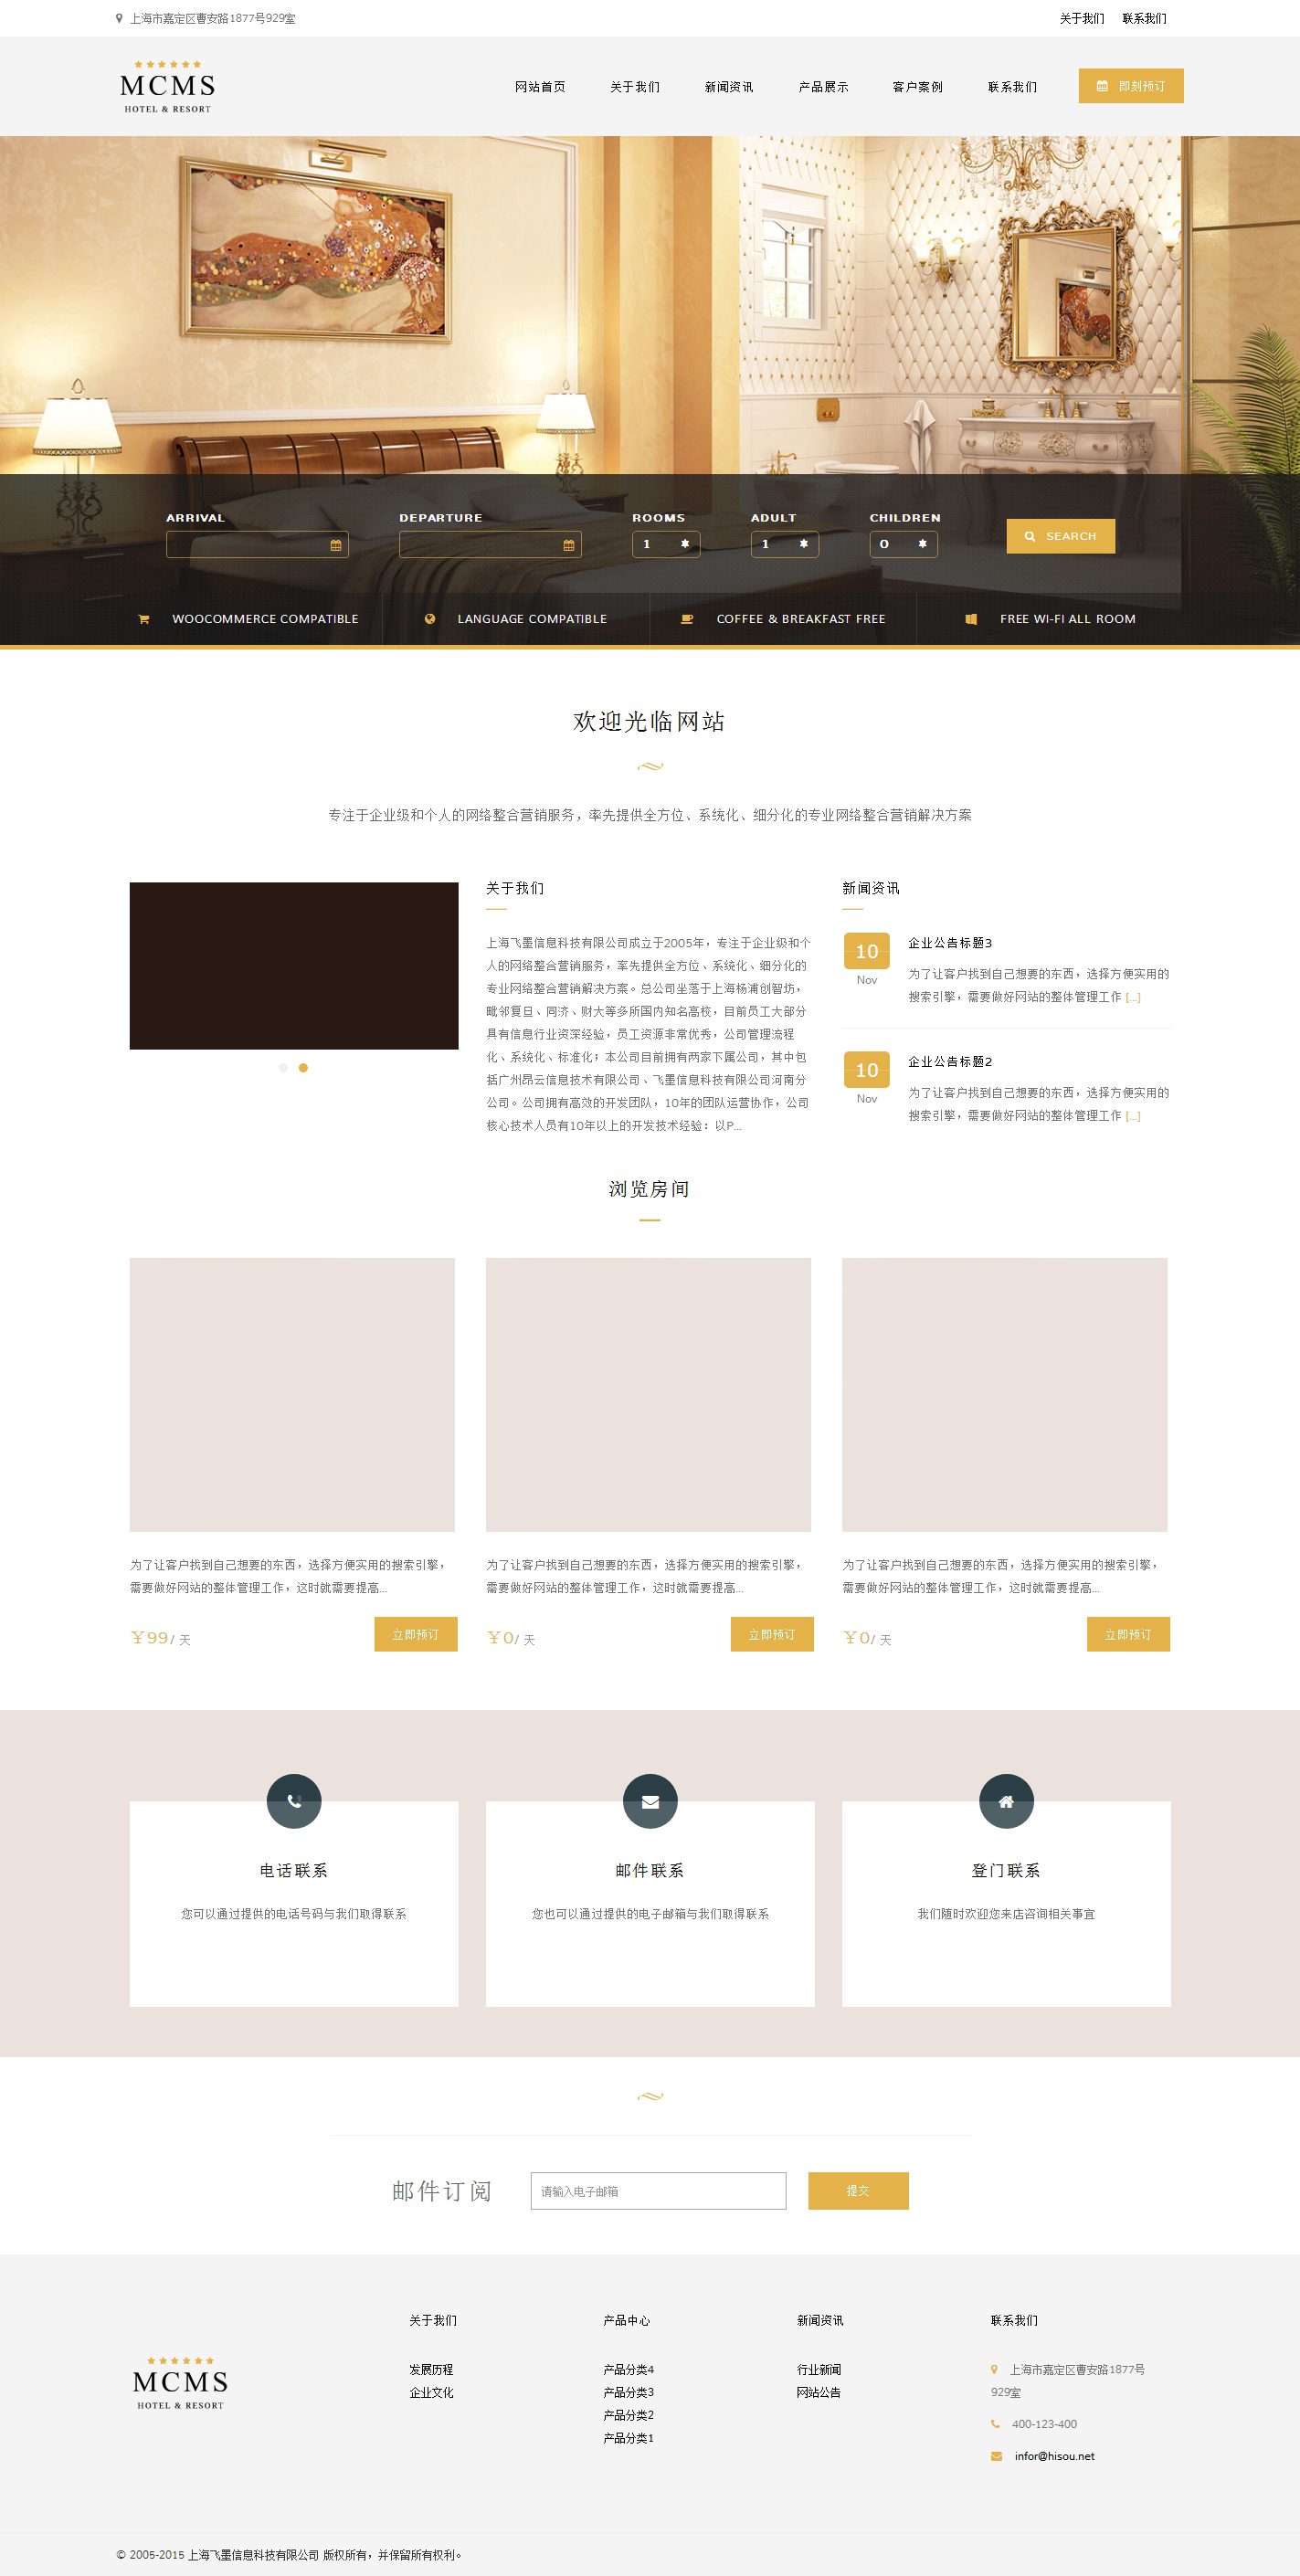 上海市嘉定区曹安路1877号929室
关于我们 联系我们
MCMS
HOTEL & RESORT
网站首页 关于我们 新闻资讯 产品展示 客户案例 联系我们 即刻预订
ARRIVAL DEPARTURE ROOMS ADULT CHILDREN
1 1 0
SEARCH
WOOCOMMERCE COMPATIBLE LANGUAGE COMPATIBLE COFFEE & BREAKFAST FREE FREE WI-FI ALL ROOM
欢迎光临网站
专注于企业级和个人的网络整合营销服务，率先提供全方位、系统化、细分化的专业网络整合营销解决方案
关于我们
上海飞墨信息科技有限公司成立于2005年，专注于企业级和个
人的网络整合营销服务，率先提供全方位、系统化、细分化的
专业网络整合营销解决方案。总公司坐落于上海杨浦创智坊，
毗邻复旦、同济、财大等多所国内知名高校，目前员工大部分
具有信息行业资深经验，员工资源非常优秀，公司管理流程
化、系统化、标准化；本公司目前拥有两家下属公司，其中包
括广州昂云信息技术有限公司、飞墨信息科技有限公司河南分
公司。公司拥有高效的开发团队，10年的团队运营协作，公司
核心技术人员有10年以上的开发技术经验：以P...
新闻资讯
10
Nov
企业公告标题3
为了让客户找到自己想要的东西，选择方便实用的
搜索引擎，需要做好网站的整体管理工作 [...]
10
Nov
企业公告标题2
为了让客户找到自己想要的东西，选择方便实用的
搜索引擎，需要做好网站的整体管理工作 [...]
浏览房间
为了让客户找到自己想要的东西，选择方便实用的搜索引擎，
需要做好网站的整体管理工作，这时就需要提高...
￥99/ 天 立即预订
为了让客户找到自己想要的东西，选择方便实用的搜索引擎，
需要做好网站的整体管理工作，这时就需要提高...
￥0/ 天 立即预订
为了让客户找到自己想要的东西，选择方便实用的搜索引擎，
需要做好网站的整体管理工作，这时就需要提高...
￥0/ 天 立即预订
电话联系
您可以通过提供的电话号码与我们取得联系
邮件联系
您也可以通过提供的电子邮箱与我们取得联系
登门联系
我们随时欢迎您来店咨询相关事宜
邮件订阅 请输入电子邮箱 提交
MCMS
HOTEL & RESORT
关于我们
发展历程
企业文化
产品中心
产品分类4
产品分类3
产品分类2
产品分类1
新闻资讯
行业新闻
网站公告
联系我们
上海市嘉定区曹安路1877号
929室
400-123-400
infor@hisou.net
© 2005-2015 上海飞墨信息科技有限公司 版权所有，并保留所有权利。